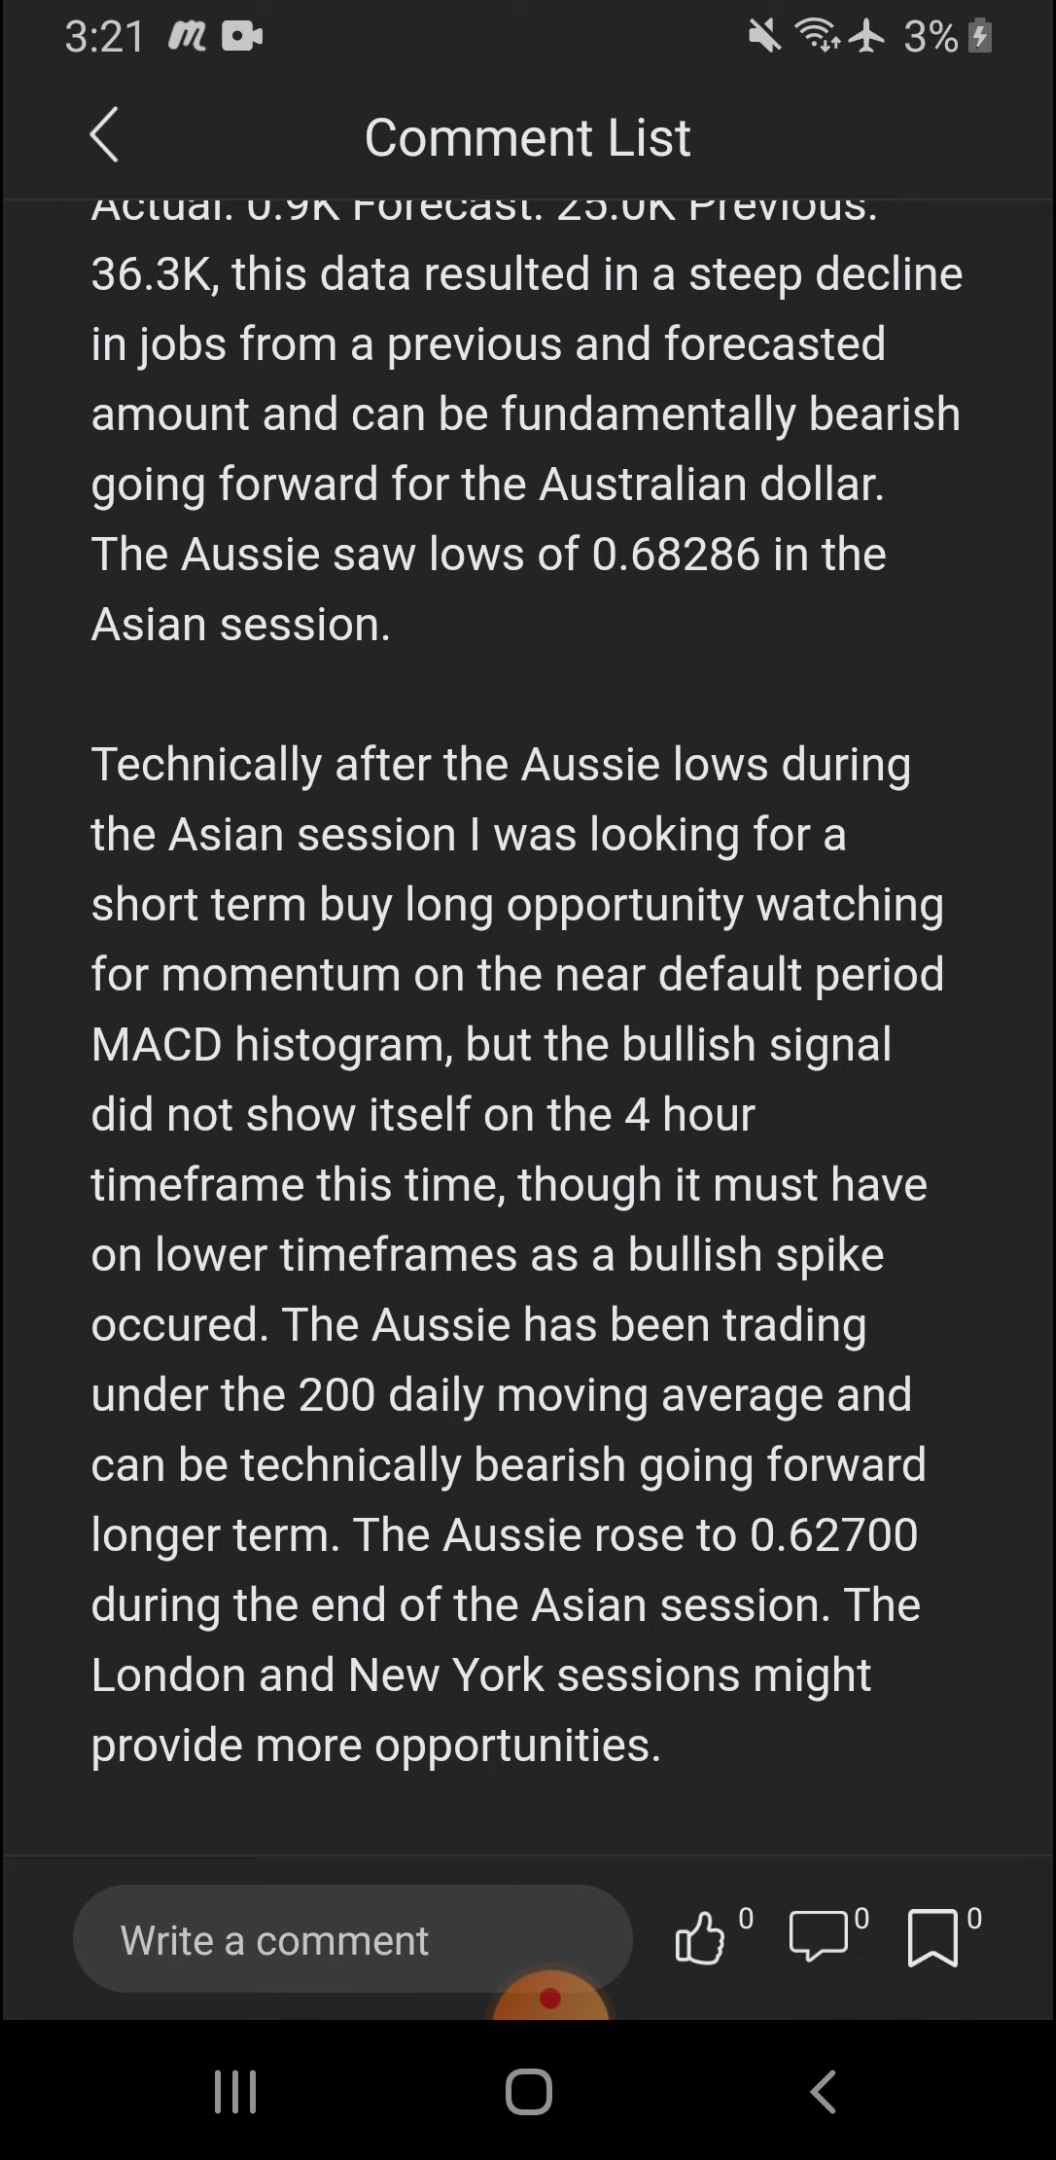 3:21 m 3%
Comment List
Actual: 0.9K Forecast: 25.0K Previous:
36.3K, this data resulted in a steep decline
in jobs from a previous and forecasted
amount and can be fundamentally bearish
going forward for the Australian dollar.
The Aussie saw lows of 0.68286 in the
Asian session.
Technically after the Aussie lows during
the Asian session I was looking for a
short term buy long opportunity watching
for momentum on the near default period
MACD histogram, but the bullish signal
did not show itself on the 4 hour
timeframe this time, though it must have
on lower timeframes as a bullish spike
occured. The Aussie has been trading
under the 200 daily moving average and
can be technically bearish going forward
longer term. The Aussie rose to 0.62700
during the end of the Asian session. The
London and New York sessions might
provide more opportunities.
Write a comment 0 0 0